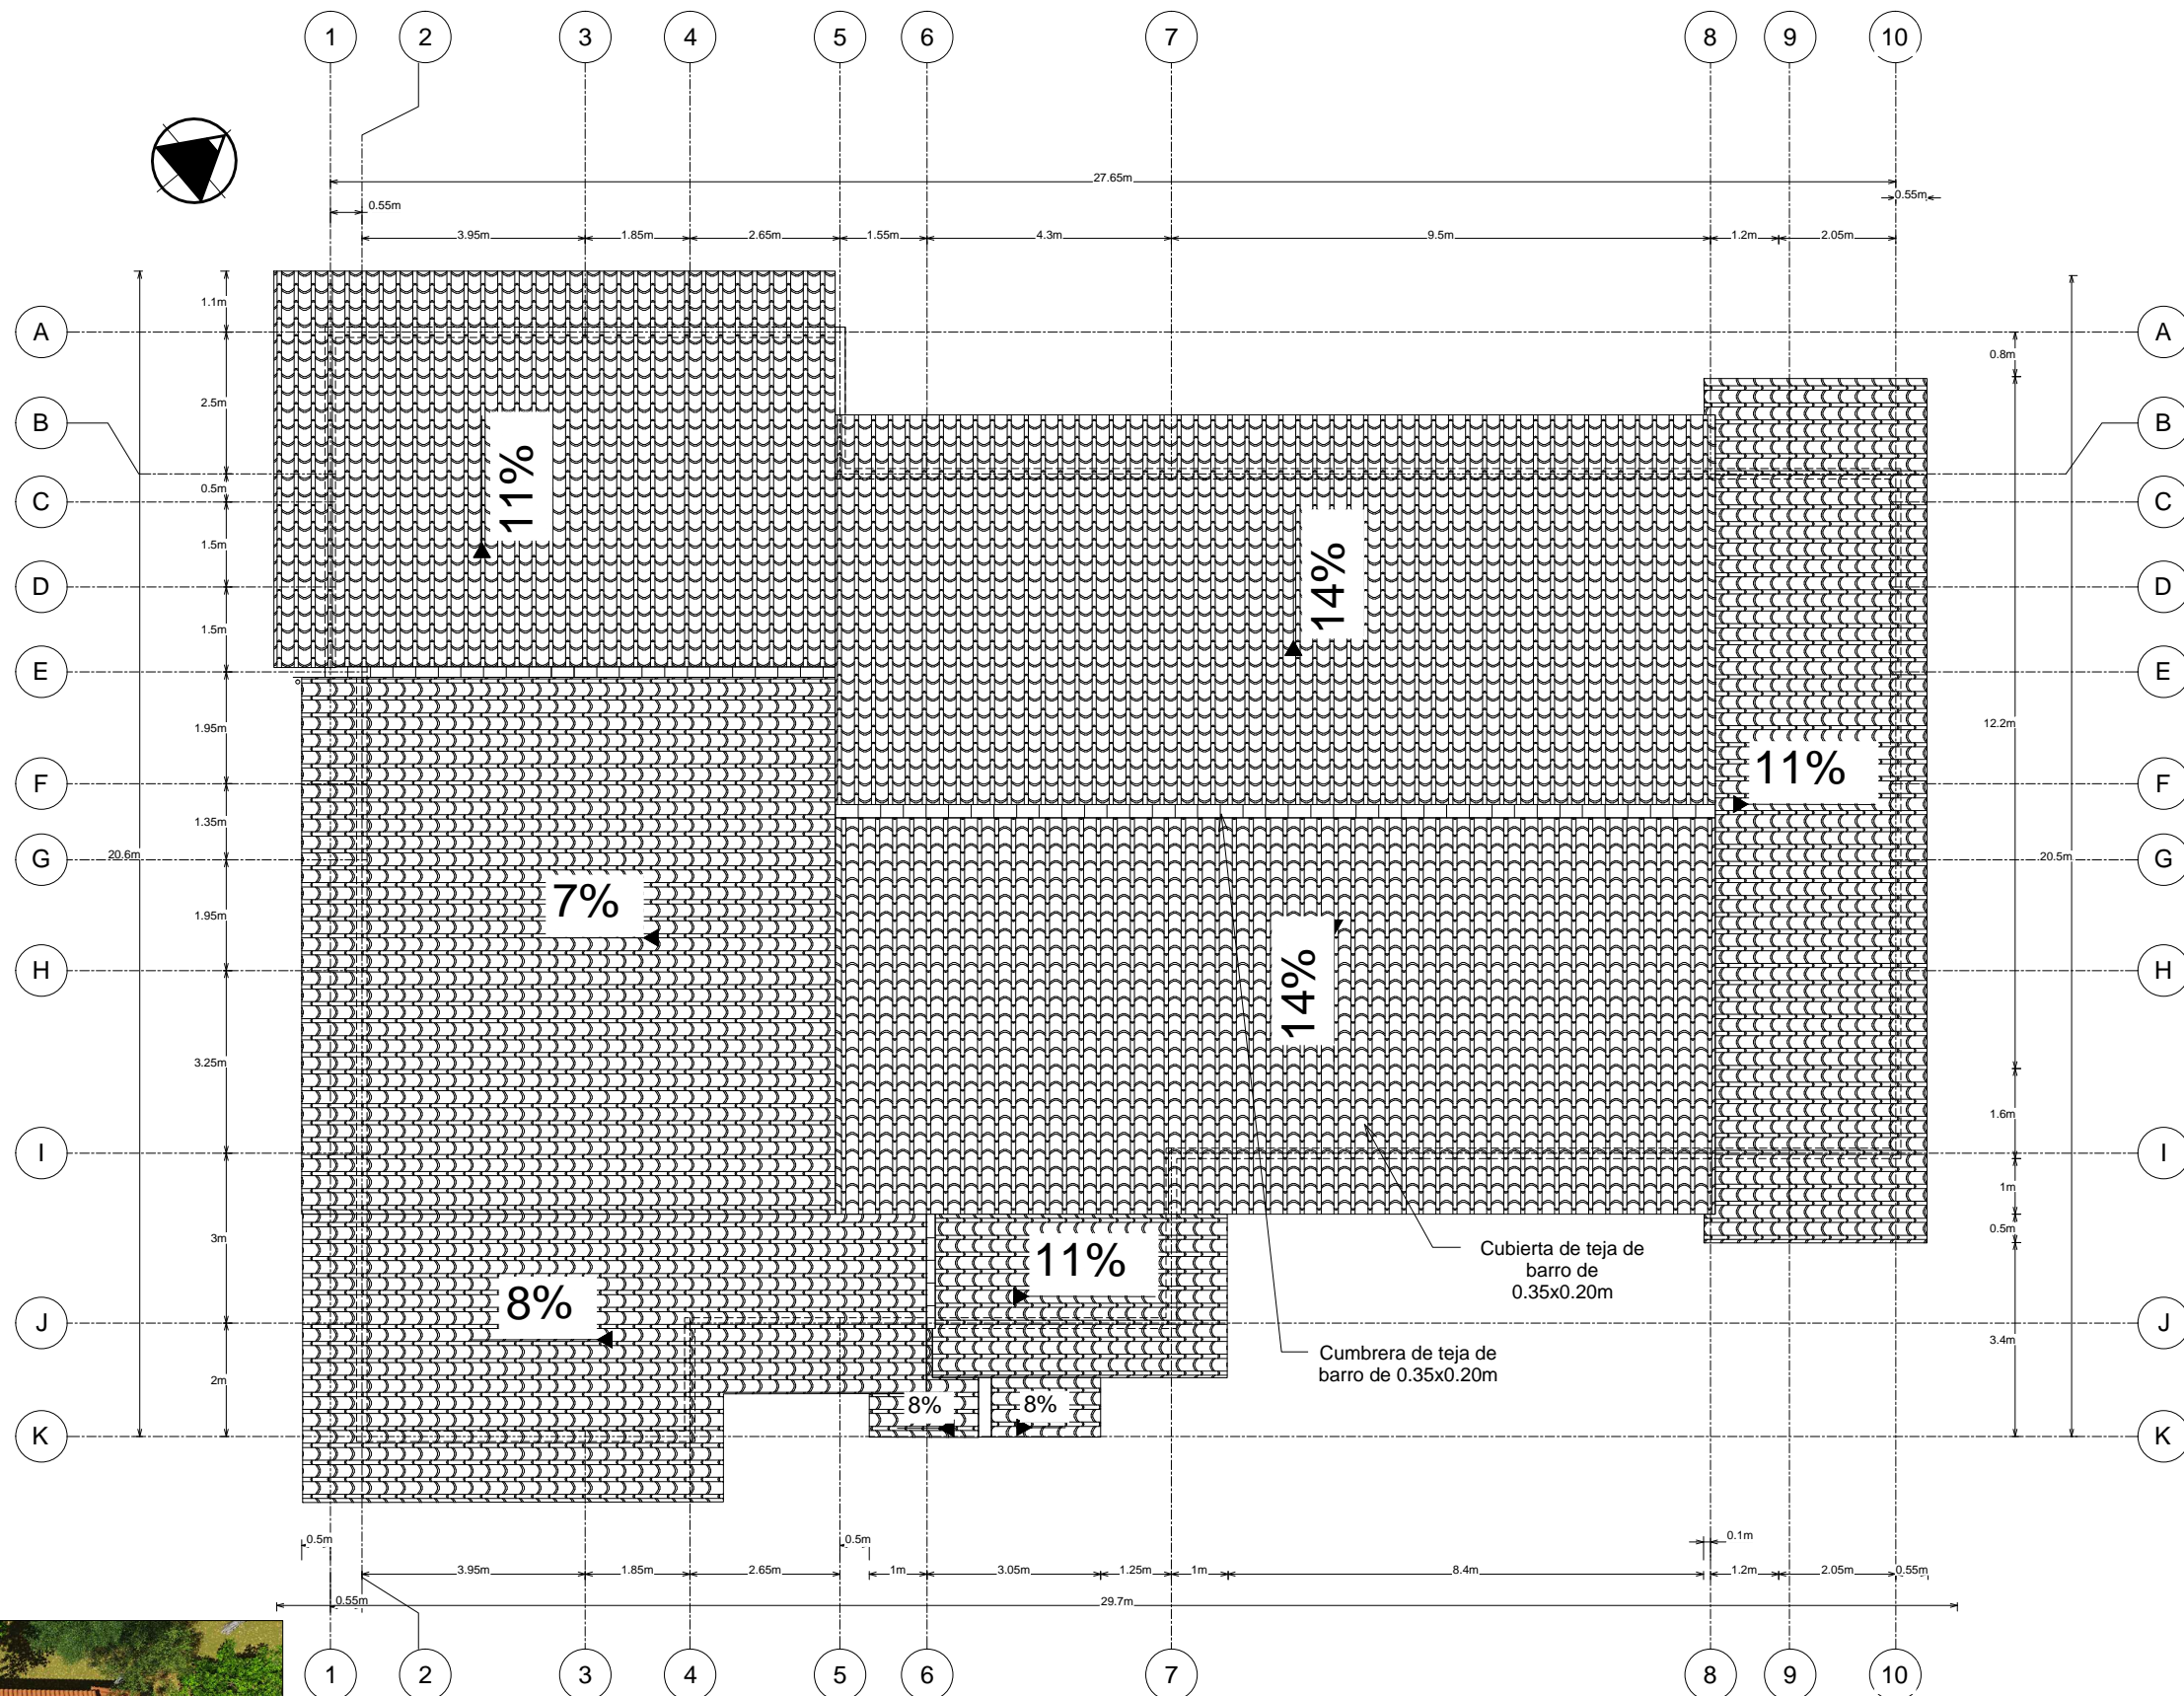 1 2 3 4 5 6 7 8 9 10
27.65m
0.55m 0.55m
3.95m 1.85m 2.65m 1.55m 4.3m 9.5m 1.2m 2.05m
1.1m
A A
0.8m
2.5m
B B
11%
0.5m
C C
1.5m
14%
D D
1.5m
E E
1.95m 12.2m
11%
F F
1.35m
20.6m 20.5m
G G
7%
1.95m
H H
14%
3.25m
1.6m
I I
1m
3m 0.5m
11%
Cubierta de teja de
barro de
0.35x0.20m
8%
J J
3.4m
Cumbrera de teja de
barro de 0.35x0.20m
2m
8% 8%
K K
0.5m 0.5m 0.1m
3.95m 1.85m 2.65m 1m 3.05m 1.25m 1m 8.4m 1.2m 2.05m 0.55m
0.55m 29.7m
1 2 3 4 5 6 7 8 9 10